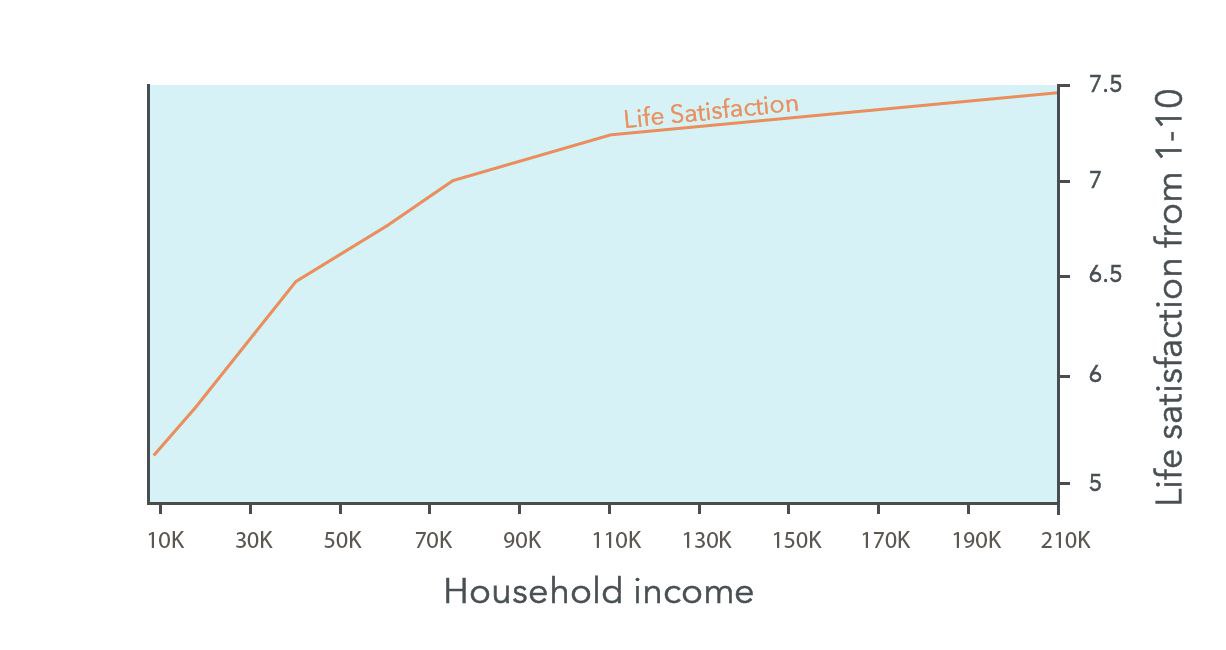 7.5
Life Satisfaction
7
6.5
6
5
Life satisfaction from 1-10
10K 30K 50K 70K 90K 110K 130K 150K 170K 190K 210K
Household income